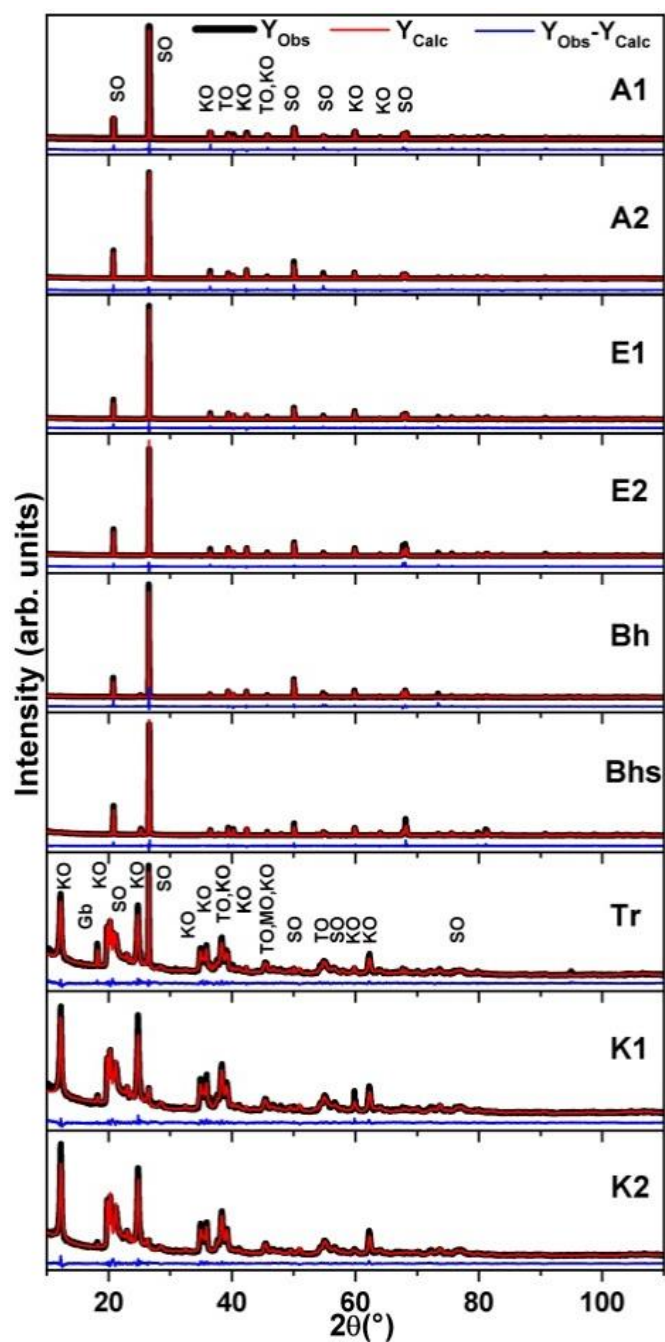 Y_Obs Y_Calc Y_Obs-Y_Calc
SO
SO
KO
TO
KO
TO,KO
SO
SO
KO
KO
SO
A1
A2
E1
E2
Bh
Bhs
KO
Gb
KO
SO
KO
SO
KO
KO
TO,KO
KO
TO,MO,KO
SO
TO
SO
KO
KO
SO
Tr
K1
K2
Intensity (arb. units)
20 40 60 80 100
2θ(°)